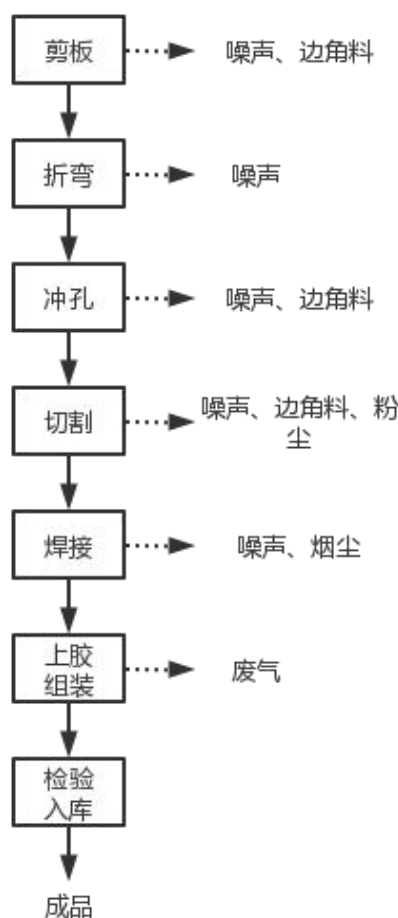 剪板
噪声、边角料
折弯
噪声
冲孔
噪声、边角料
切割
噪声、边角料、粉
尘
焊接
噪声、烟尘
上胶
组装
废气
检验
入库
成品